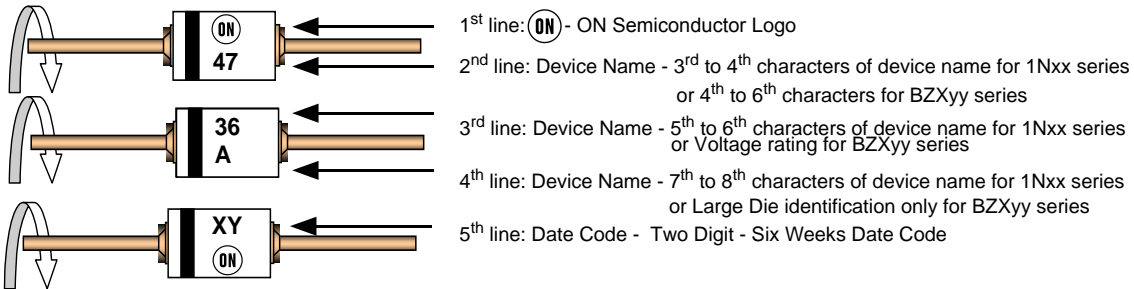 ON
47
36
A
XY
ON
1st line: ON - ON Semiconductor Logo
2nd line: Device Name - 3rd to 4th characters of device name for 1Nxx series
or 4th to 6th characters for BZXyy series
3rd line: Device Name - 5th to 6th characters of device name for 1Nxx series
or Voltage rating for BZXyy series
4th line: Device Name - 7th to 8th characters of device name for 1Nxx series
or Large Die identification only for BZXyy series
5th line: Date Code - Two Digit - Six Weeks Date Code